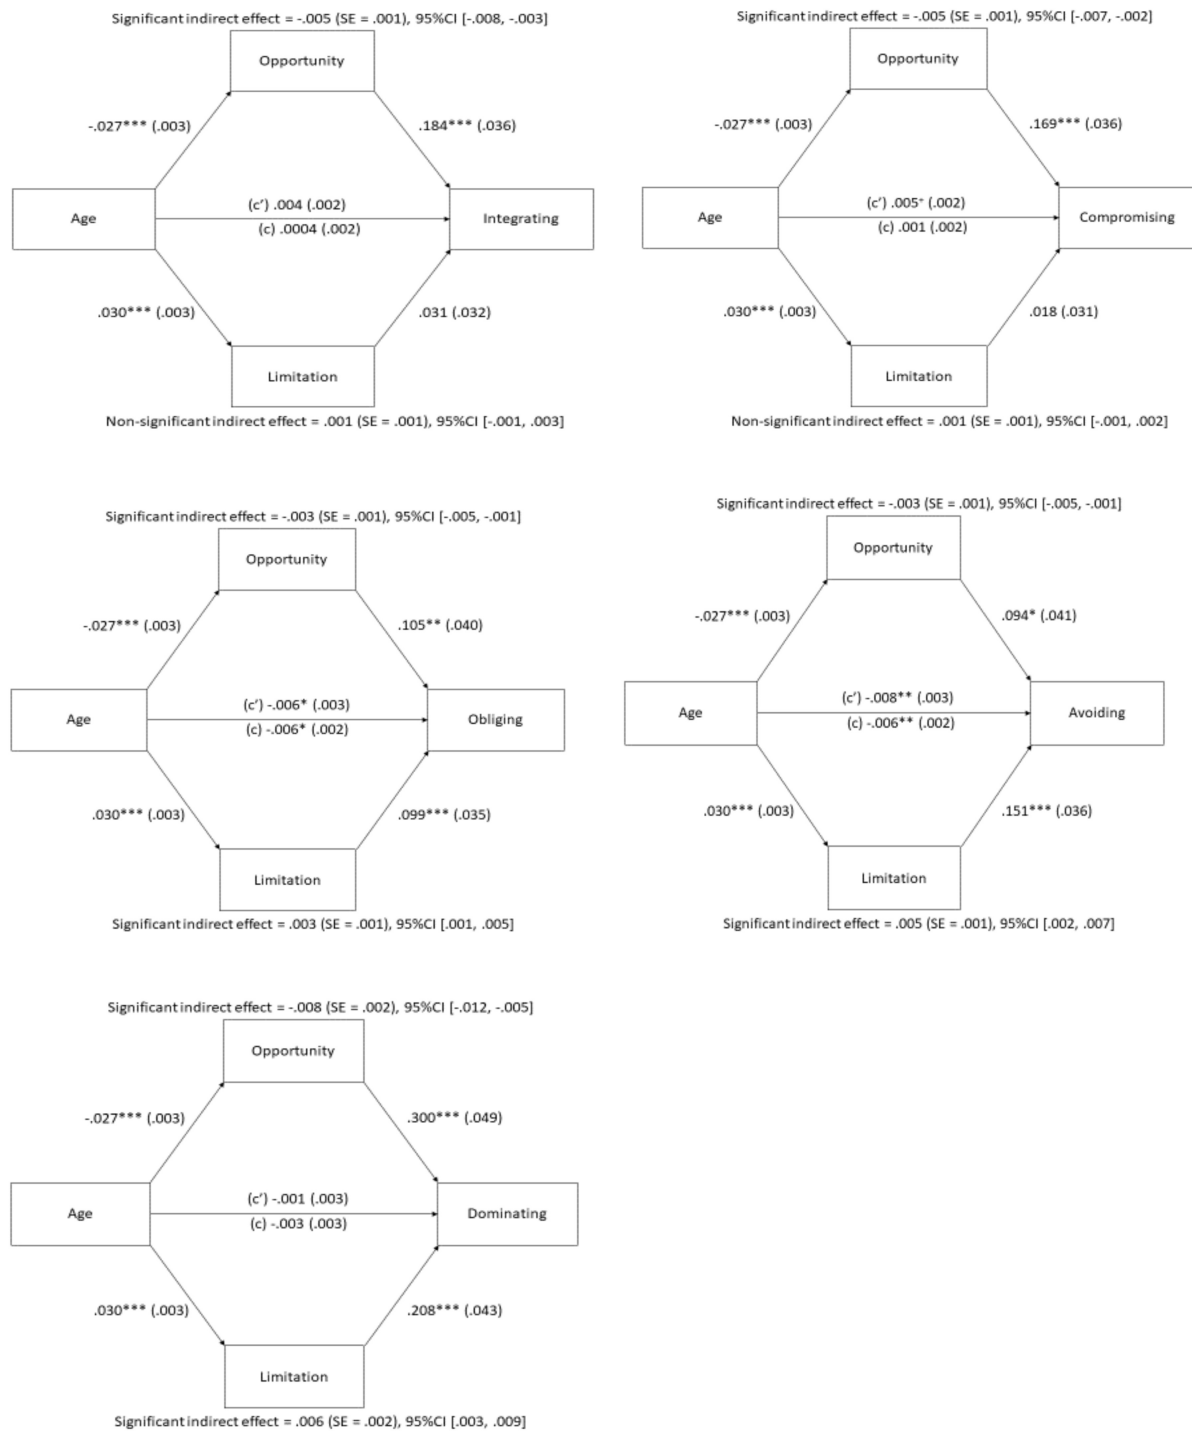 Significant indirect effect = -.005 (SE = .001), 95%CI [-.008, -.003]
Opportunity
-.027*** (.003)
.184*** (.036)
Age
(c’) .004 (.002)
(c) .0004 (.002)
Integrating
.030*** (.003)
.031 (.032)
Limitation
Non-significant indirect effect = .001 (SE = .001), 95%CI [-.001, .003]
Significant indirect effect = -.005 (SE = .001), 95%CI [-.007, -.002]
Opportunity
-.027*** (.003)
.169*** (.036)
Age
(c’) .005⁺ (.002)
(c) .001 (.002)
Compromising
.030*** (.003)
.018 (.031)
Limitation
Non-significant indirect effect = .001 (SE = .001), 95%CI [-.001, .002]
Significant indirect effect = -.003 (SE = .001), 95%CI [-.005, -.001]
Opportunity
-.027*** (.003)
.105** (.040)
Age
(c’) -.006* (.003)
(c) -.006* (.002)
Obliging
.030*** (.003)
.099*** (.035)
Limitation
Significant indirect effect = .003 (SE = .001), 95%CI [.001, .005]
Significant indirect effect = -.003 (SE = .001), 95%CI [-.005, -.001]
Opportunity
-.027*** (.003)
.094* (.041)
Age
(c’) -.008** (.003)
(c) -.006** (.002)
Avoiding
.030*** (.003)
.151*** (.036)
Limitation
Significant indirect effect = .005 (SE = .001), 95%CI [.002, .007]
Significant indirect effect = -.008 (SE = .002), 95%CI [-.012, -.005]
Opportunity
-.027*** (.003)
.300*** (.049)
Age
(c’) -.001 (.003)
(c) -.003 (.003)
Dominating
.030*** (.003)
.208*** (.043)
Limitation
Significant indirect effect = .006 (SE = .002), 95%CI [.003, .009]